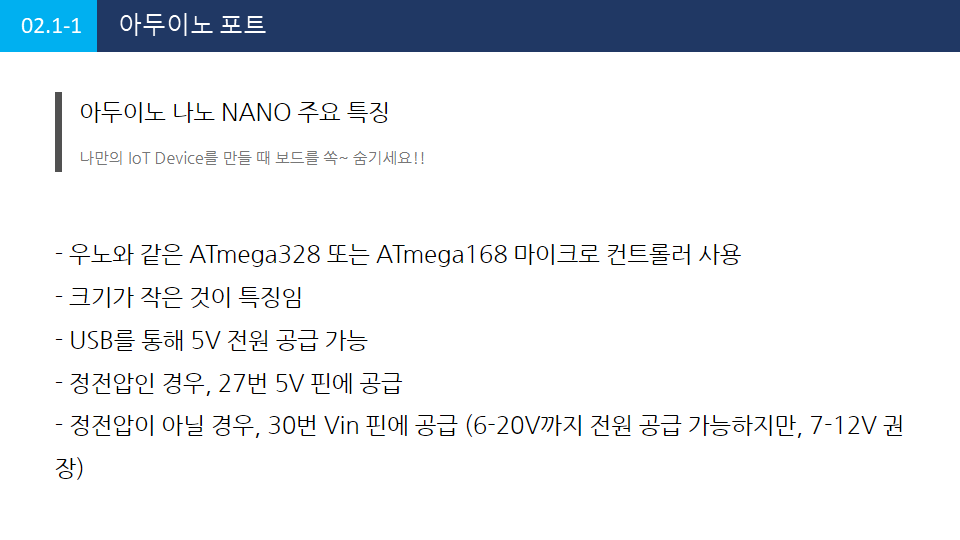 02.1-1
아두이노 포트
아두이노 나노 NANO 주요 특징
나만의 IoT Device를 만들 때 보드를 쏙~ 숨기세요!!
- 우노와 같은 ATmega328 또는 ATmega168 마이크로 컨트롤러 사용
- 크기가 작은 것이 특징임
- USB를 통해 5V 전원 공급 가능
- 정전압인 경우, 27번 5V 핀에 공급
- 정전압이 아닐 경우, 30번 Vin 핀에 공급 (6-20V까지 전원 공급 가능하지만, 7-12V 권
장)